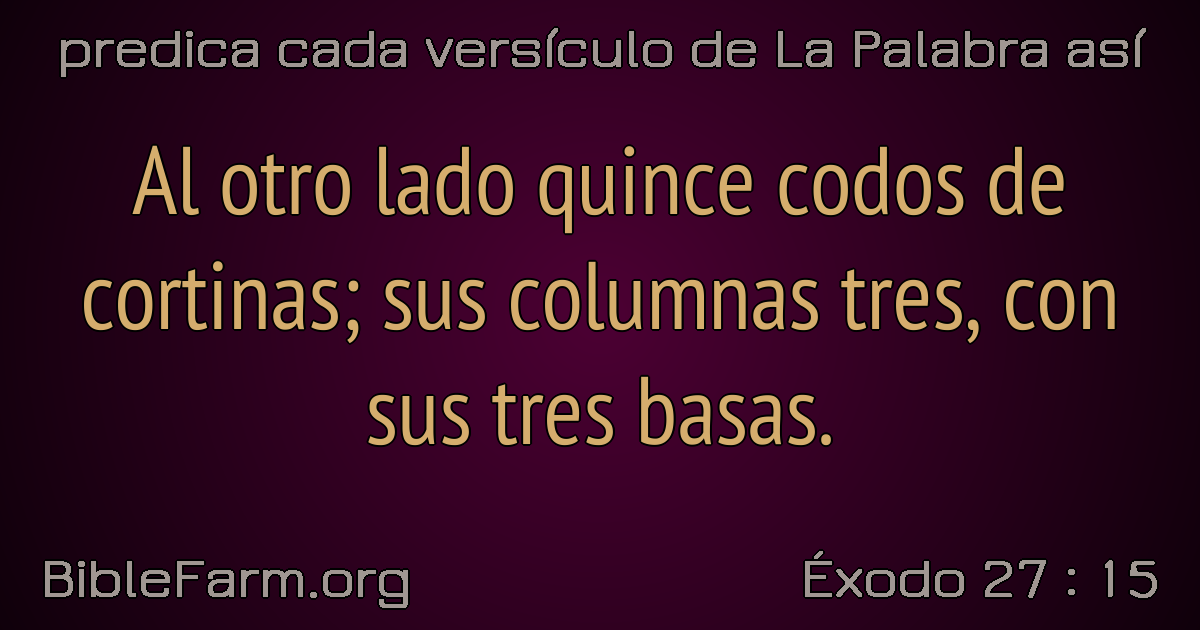 predica cada versículo de La Palabra así
Al otro lado quince codos de
cortinas; sus columnas tres, con
sus tres basas.
BibleFarm.org
Éxodo 27 : 15